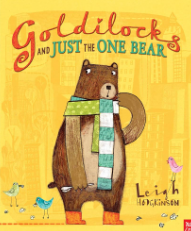 Goldilocks
AND JUST THE ONE BEAR
Leigh
HODGKINSON